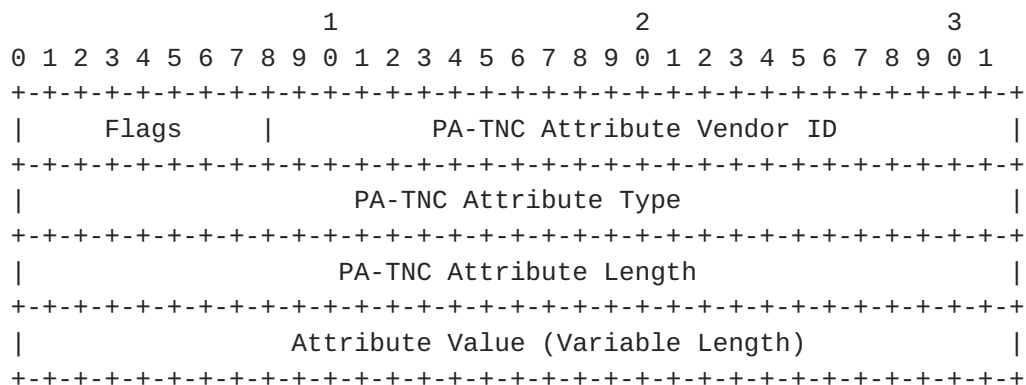 1                   2                   3
0 1 2 3 4 5 6 7 8 9 0 1 2 3 4 5 6 7 8 9 0 1 2 3 4 5 6 7 8 9 0 1
+-+-+-+-+-+-+-+-+-+-+-+-+-+-+-+-+-+-+-+-+-+-+-+-+-+-+-+-+-+-+-+-+
|     Flags     |          PA-TNC Attribute Vendor ID           |
+-+-+-+-+-+-+-+-+-+-+-+-+-+-+-+-+-+-+-+-+-+-+-+-+-+-+-+-+-+-+-+-+
|                     PA-TNC Attribute Type                     |
+-+-+-+-+-+-+-+-+-+-+-+-+-+-+-+-+-+-+-+-+-+-+-+-+-+-+-+-+-+-+-+-+
|                    PA-TNC Attribute Length                    |
+-+-+-+-+-+-+-+-+-+-+-+-+-+-+-+-+-+-+-+-+-+-+-+-+-+-+-+-+-+-+-+-+
|                 Attribute Value (Variable Length)             |
+-+-+-+-+-+-+-+-+-+-+-+-+-+-+-+-+-+-+-+-+-+-+-+-+-+-+-+-+-+-+-+-+